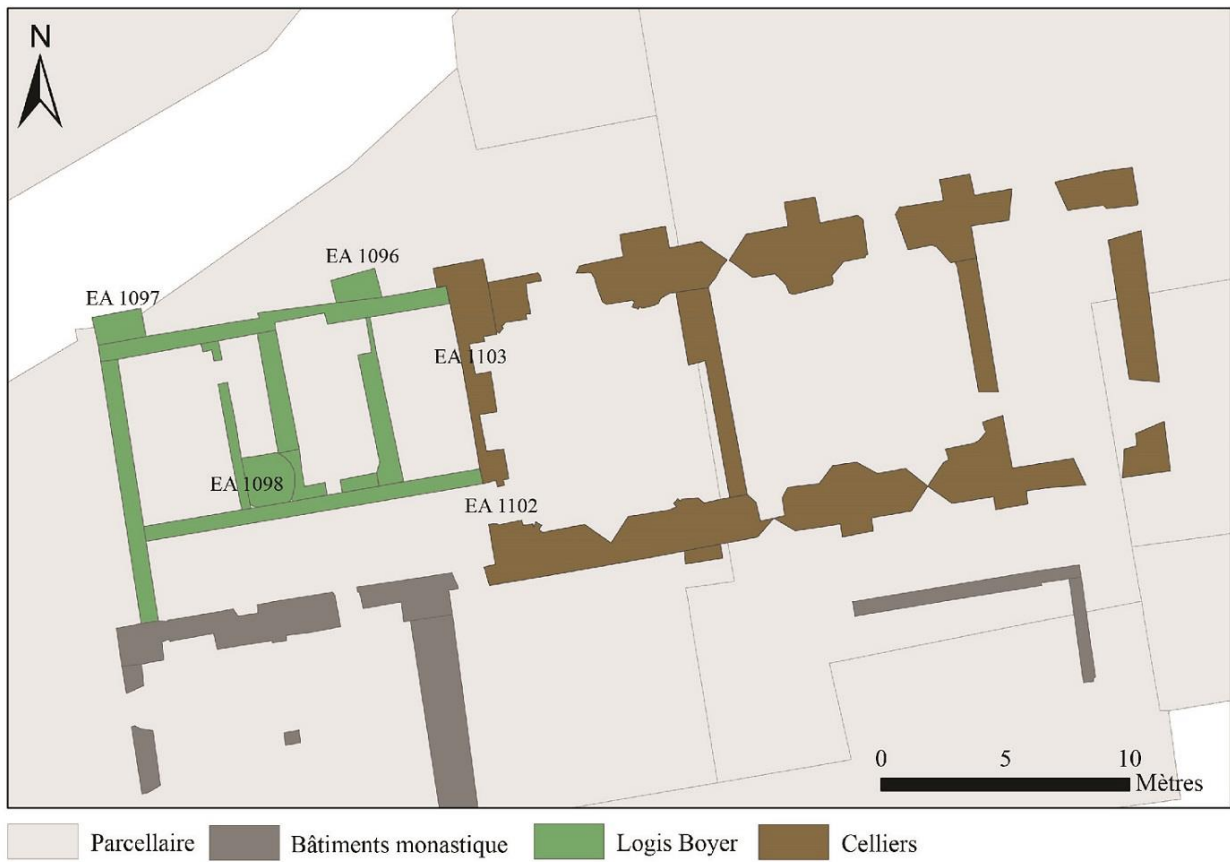 N
EA 1096
EA 1097
EA 1103
EA 1098
EA 1102
0 5 10
Mètres
Parcellaire Bâtiments monastique Logis Boyer Celliers